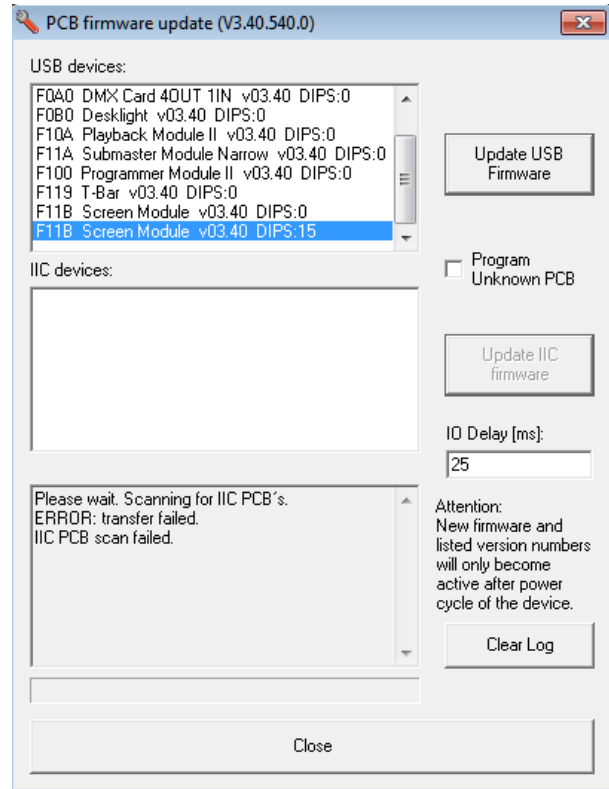 PCB firmware update (V3.40.540.0)
USB devices:
F0A0 DMX Card 4OUT 1IN v03.40 DIPS:0
F0B0 Desklight v03.40 DIPS:0
F10A Playback Module II v03.40 DIPS:0
F11A Submaster Module Narrow v03.40 DIPS:0
F100 Programmer Module II v03.40 DIPS:0
F119 T-Bar v03.40 DIPS:0
F11B Screen Module v03.40 DIPS:0
F11B Screen Module v03.40 DIPS:15
Update USB
Firmware
Program
Unknown PCB
IIC devices:
Update IIC
firmware
IO Delay [ms]:
25
Please wait. Scanning for IIC PCB´s.
ERROR: transfer failed.
IIC PCB scan failed.
Attention:
New firmware and
listed version numbers
will only become
active after power
cycle of the device.
Clear Log
Close